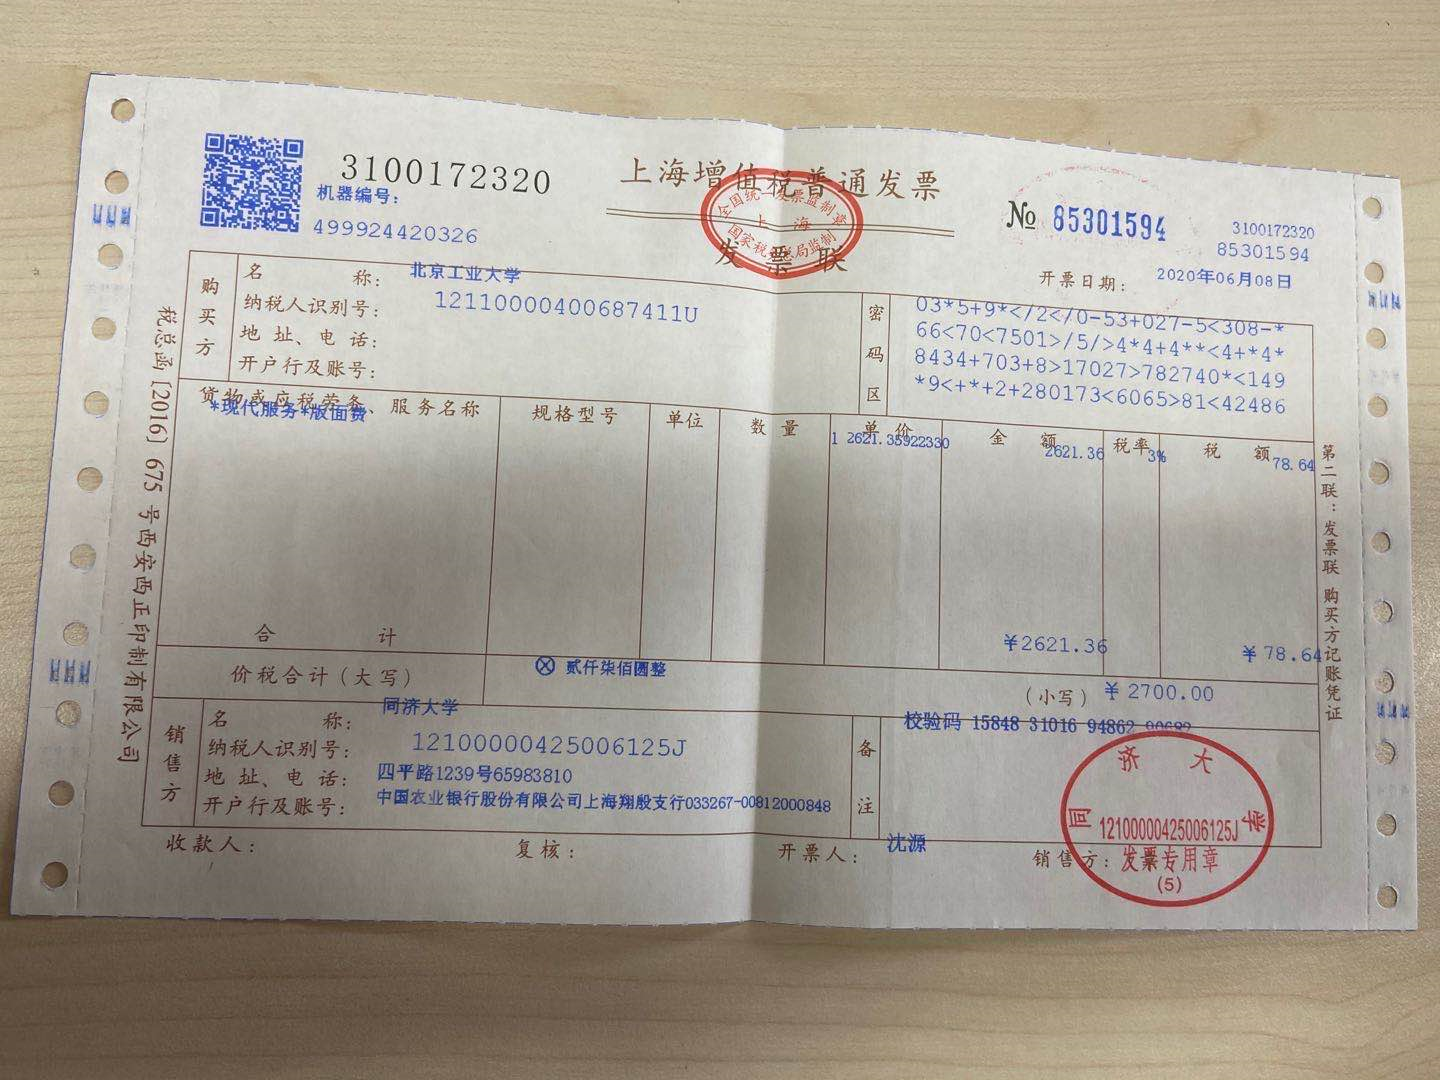 3100172320
机器编号:
499924420326
上海增值税普通发票
全国统一发票监制章
上海
国家税务总局监制
发票联
№ 85301594
3100172320
85301594
开票日期: 2020年06月08日
购买方
名称: 北京工业大学
纳税人识别号: 12110000400687411U
地址、电话:
开户行及账号:
密码区
03*5+9*</2</0-53+027-5<308-*
66<70<7501>/5/>4*4+4**<4+*4*
8434+703+8>17027>782740*<149
*9<+*+2+280173<6065>81<42486
货物或应税劳务、服务名称 规格型号 单位 数量 单价 金额 税率 税额
*现代服务*版面费 1 2621.35922330 2621.36 3% 78.64
合计 ¥2621.36 ¥78.64
价税合计(大写) ⊗ 贰仟柒佰圆整 (小写) ¥2700.00
销售方
名称: 同济大学
纳税人识别号: 12100000425006125J
地址、电话: 四平路1239号65983810
开户行及账号: 中国农业银行股份有限公司上海翔殷支行033267-00812000848
备注
校验码 15848 31016 94862 90682
收款人: 复核: 开票人: 沈源 销售方:
同济大学
12100000425006125J
发票专用章
(5)
税总函[2016]675号西安西正印制有限公司
第二联:发票联 购买方记账凭证